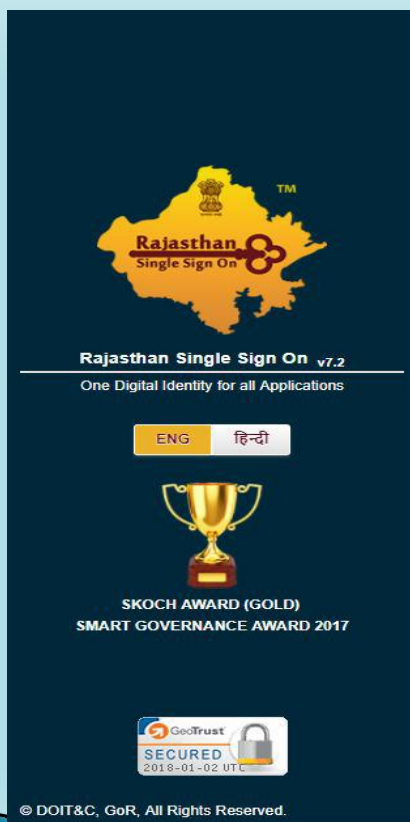 TM
Rajasthan
Single Sign On
Rajasthan Single Sign On v7.2
One Digital Identity for all Applications
ENG हिन्दी
SKOCH AWARD (GOLD)
SMART GOVERNANCE AWARD 2017
GeoTrust
SECURED
2018-01-02 UTC
© DOIT&C, GoR, All Rights Reserved.